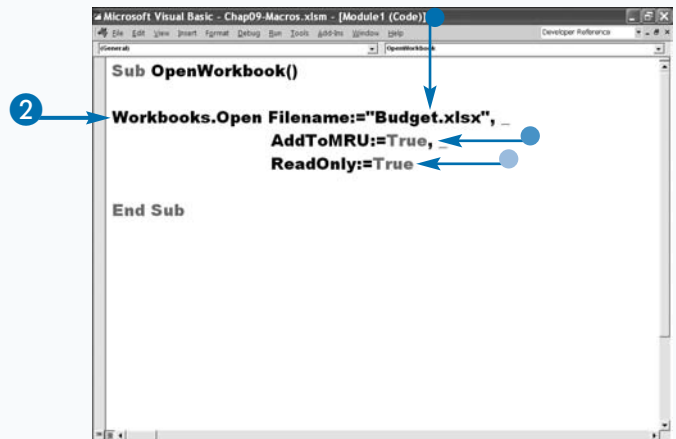 Microsoft Visual Basic - Chap09-Macros.xlsm - [Module1 (Code)]
File Edit View Insert Format Debug Run Tools Add-Ins Window Help Developer Reference
(General) OpenWorkbook
Sub OpenWorkbook()
2
Workbooks.Open Filename:="Budget.xlsx", _
AddToMRU:=True, _
ReadOnly:=True
End Sub